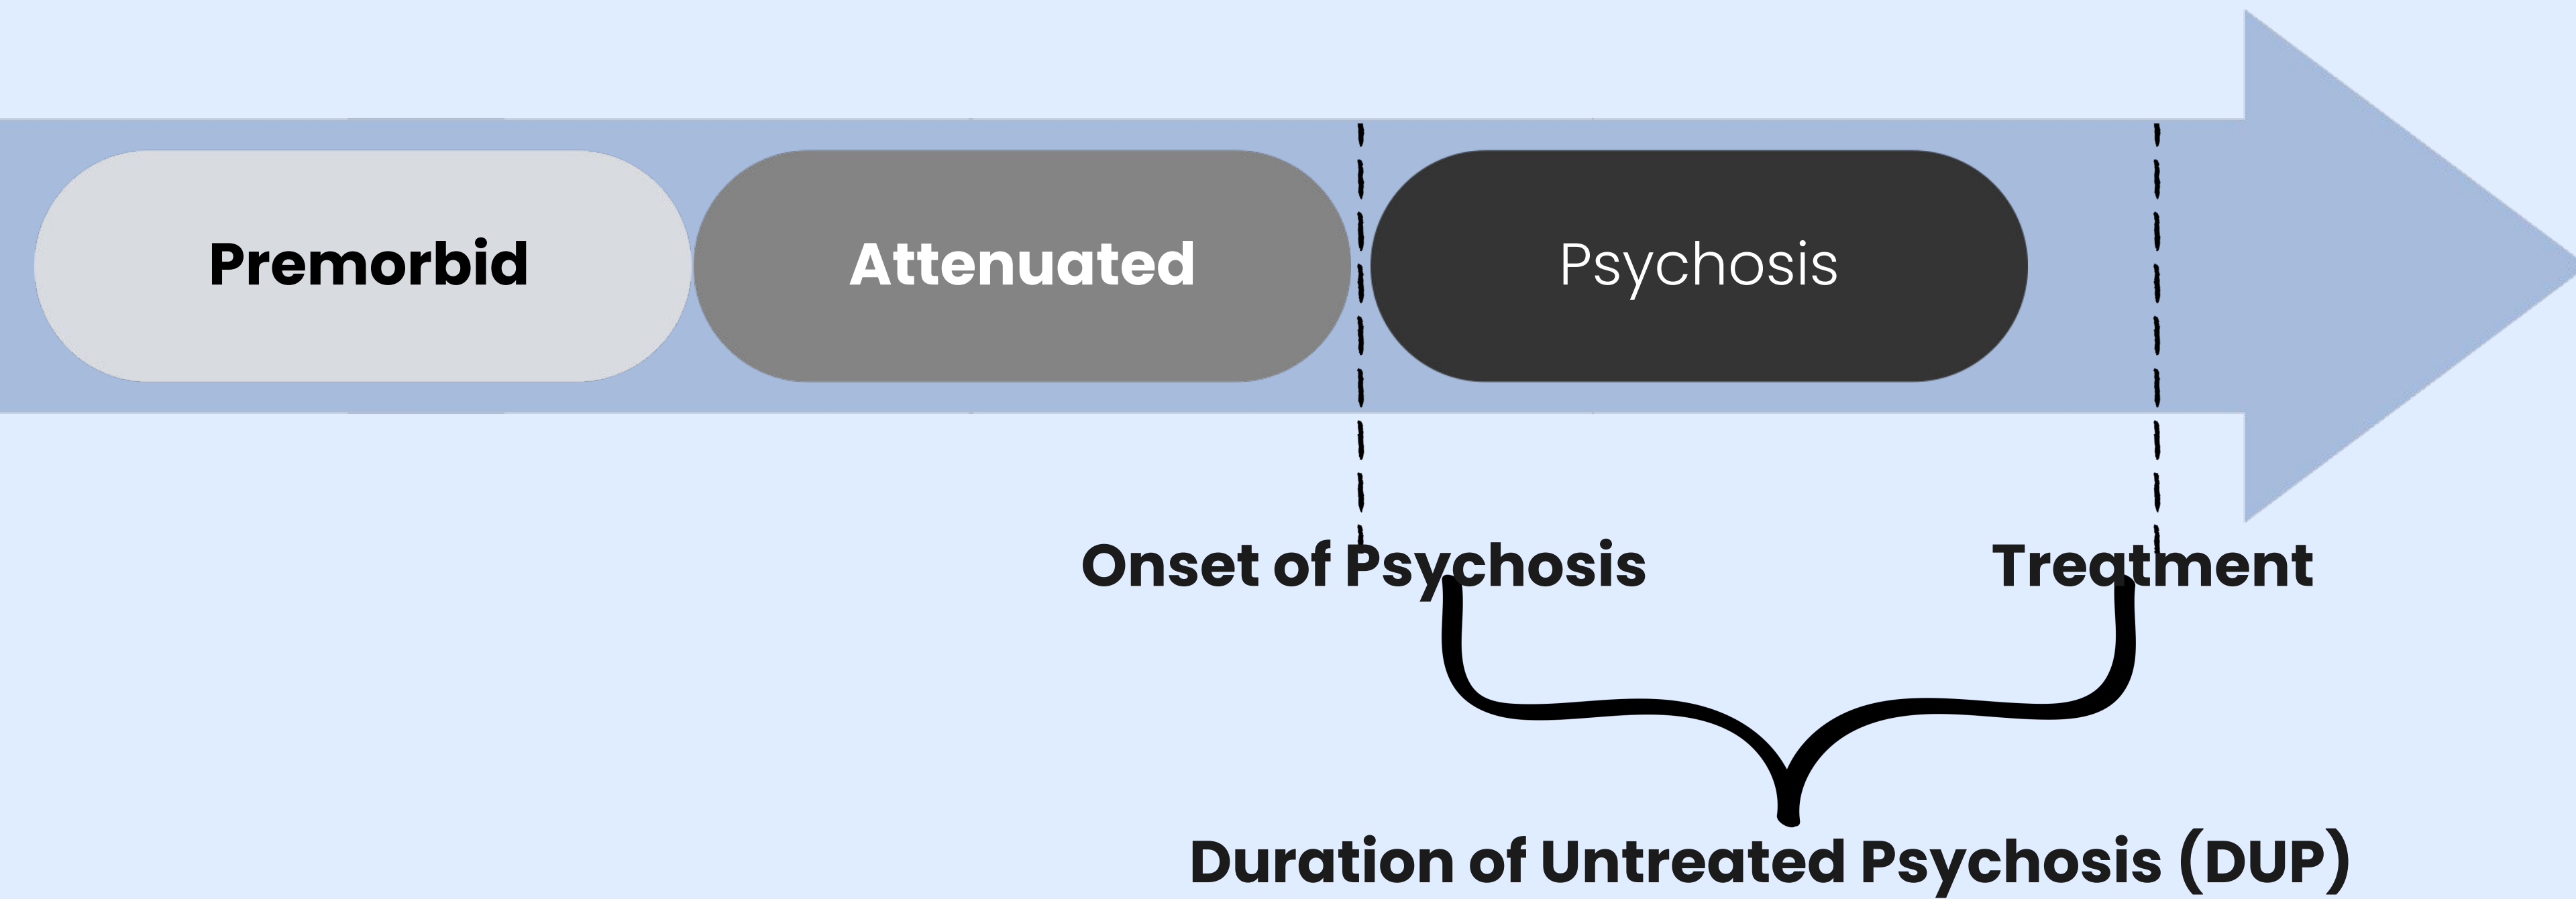 Premorbid
Attenuated
Psychosis
Onset of Psychosis
Treatment
Duration of Untreated Psychosis (DUP)